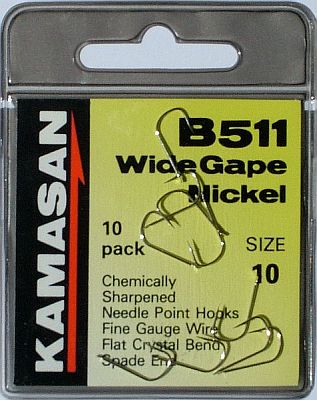 KAMASAN
B511
Wide Gape
Nickel
10
pack
SIZE
10
Chemically
Sharpened
Needle Point Hooks
Fine Gauge Wire
Flat Crystal Bend
Spade End